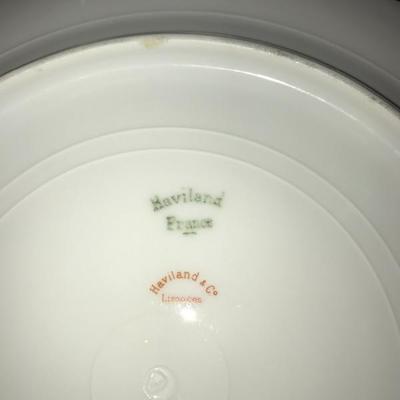 Haviland
France
Haviland & Co
Limoges